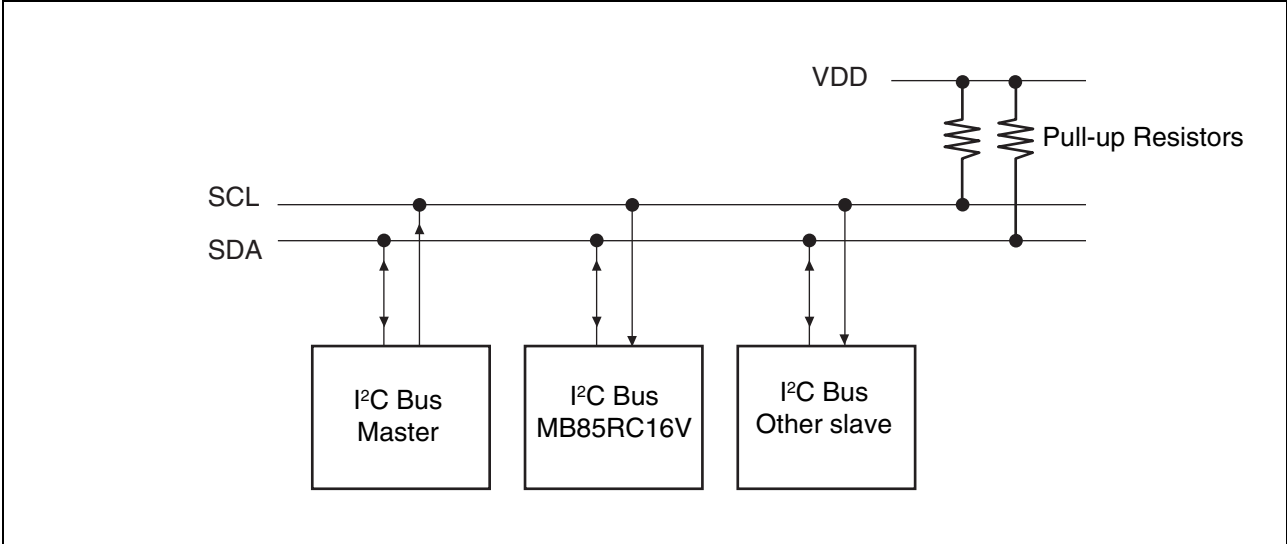 VDD
Pull-up Resistors
SCL
SDA
I²C Bus
Master
I²C Bus
MB85RC16V
I²C Bus
Other slave